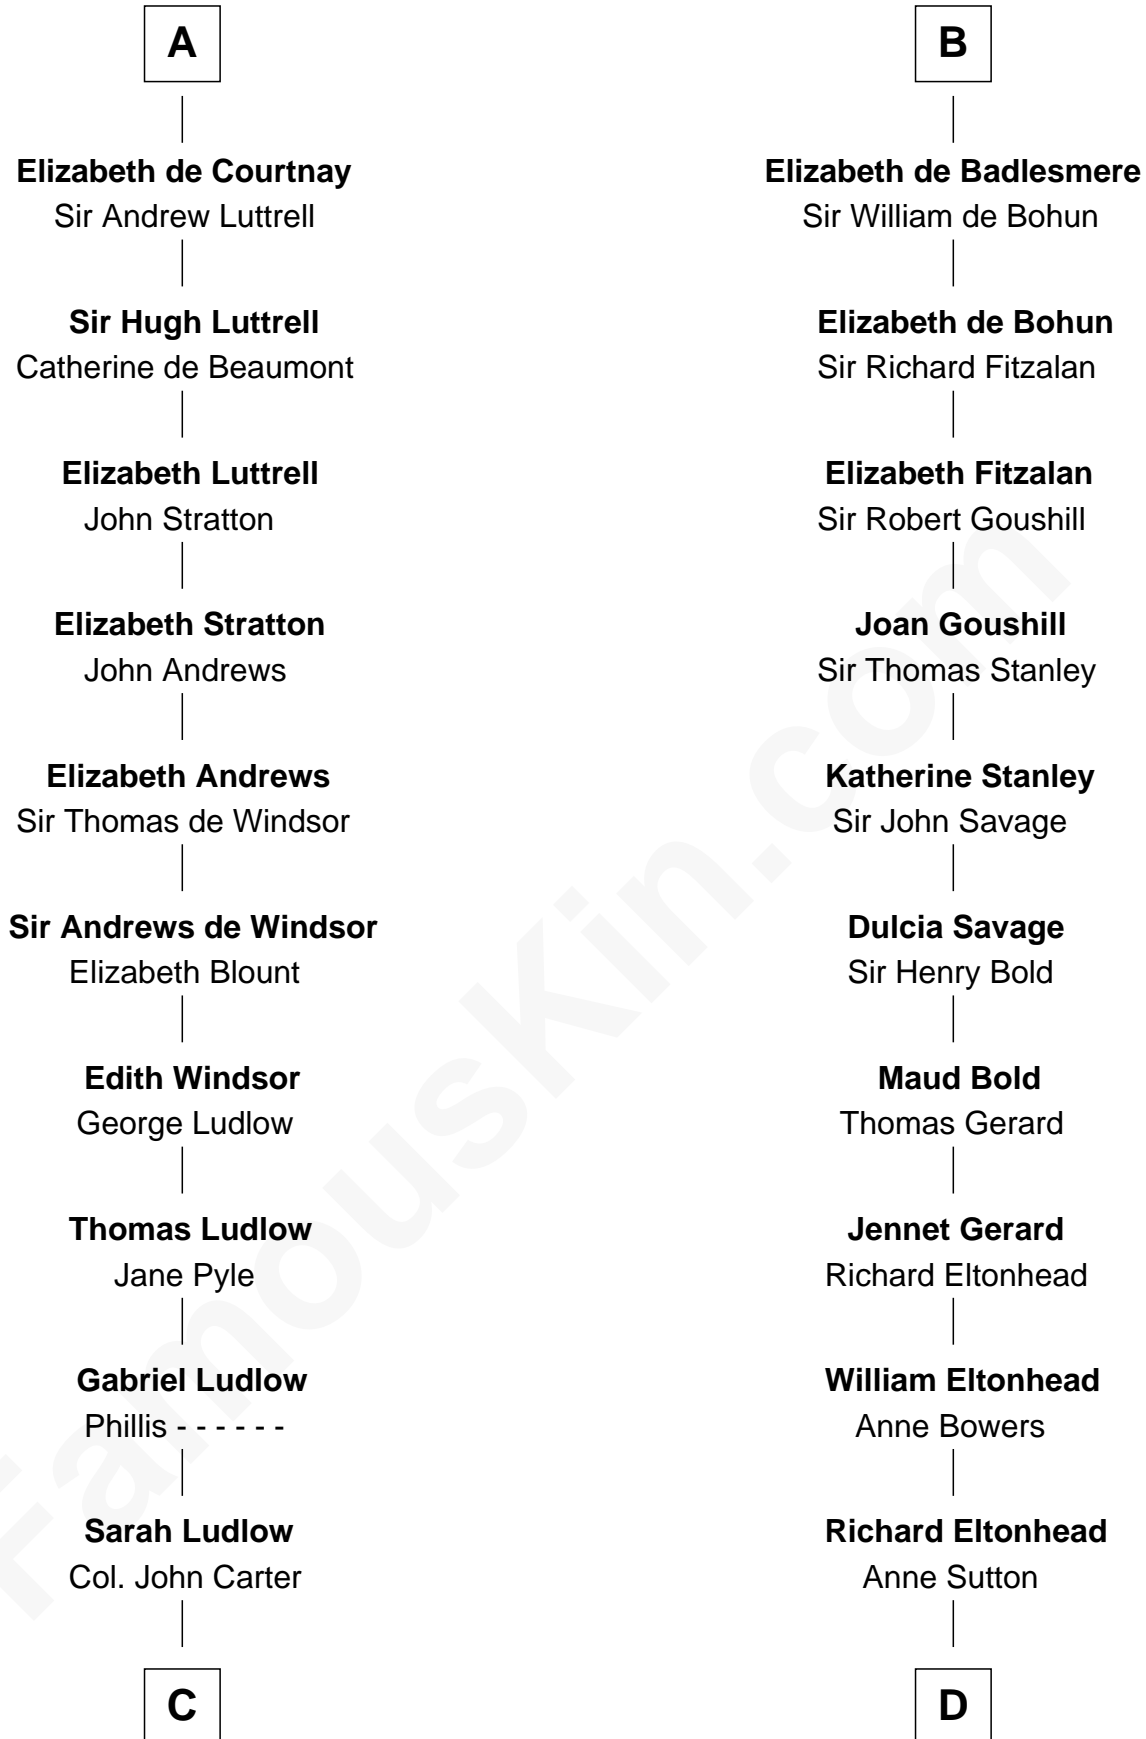 A
Elizabeth de Courtnay
Sir Andrew Luttrell
Sir Hugh Luttrell
Catherine de Beaumont
Elizabeth Luttrell
John Stratton
Elizabeth Stratton
John Andrews
Elizabeth Andrews
Sir Thomas de Windsor
Sir Andrews de Windsor
Elizabeth Blount
Edith Windsor
George Ludlow
Thomas Ludlow
Jane Pyle
Gabriel Ludlow
Phillis - - - - - -
Sarah Ludlow
Col. John Carter
C
B
Elizabeth de Badlesmere
Sir William de Bohun
Elizabeth de Bohun
Sir Richard Fitzalan
Elizabeth Fitzalan
Sir Robert Goushill
Joan Goushill
Sir Thomas Stanley
Katherine Stanley
Sir John Savage
Dulcia Savage
Sir Henry Bold
Maud Bold
Thomas Gerard
Jennet Gerard
Richard Eltonhead
William Eltonhead
Anne Bowers
Richard Eltonhead
Anne Sutton
D
FamousKin.com